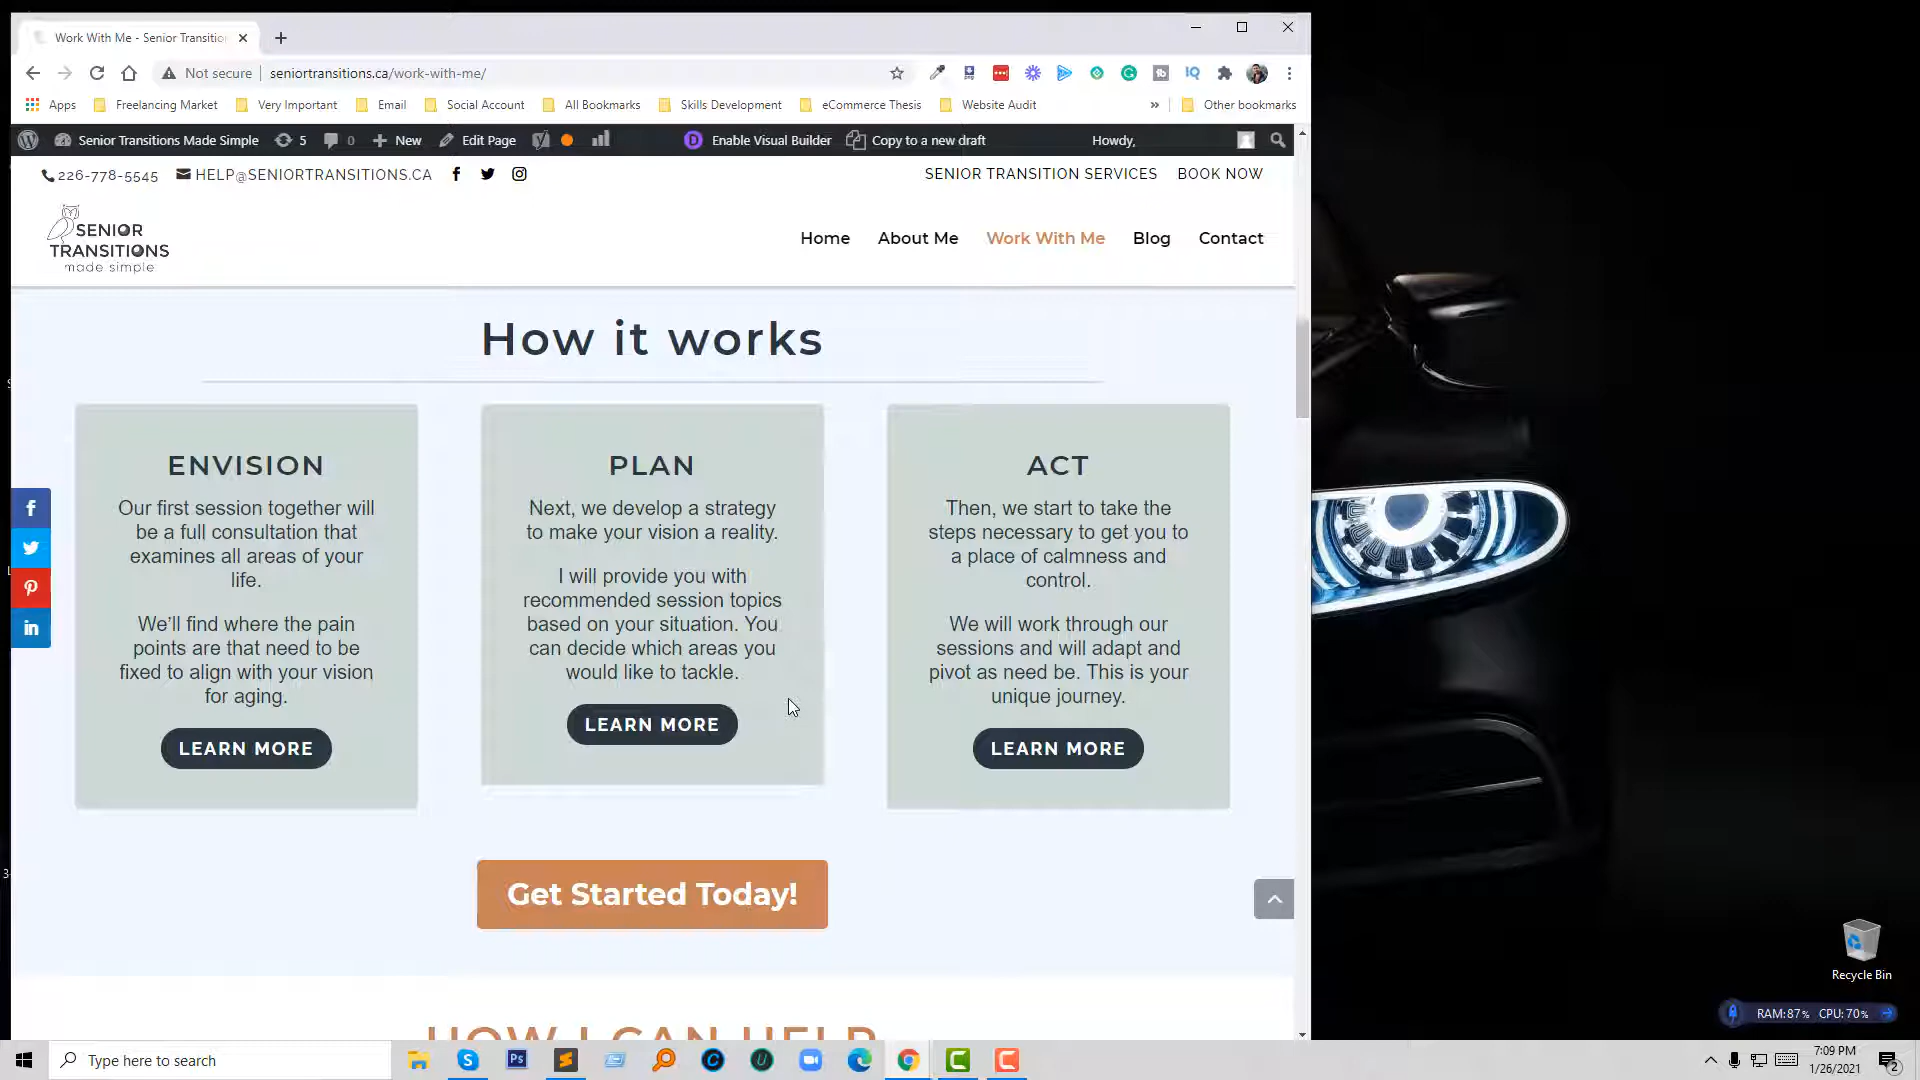 Work With Me - Senior Transitio
Not secure seniortransitions.ca/work-with-me/
Apps Freelancing Market Very Important Email Social Account All Bookmarks Skills Development eCommerce Thesis Website Audit » Other bookmarks
Senior Transitions Made Simple 5 0 New Edit Page Enable Visual Builder Copy to a new draft Howdy,
226-778-5545 HELP@SENIORTRANSITIONS.CA SENIOR TRANSITION SERVICES BOOK NOW
SENIOR
TRANSITIONS
made simple
Home About Me Work With Me Blog Contact
How it works
ENVISION
Our first session together will
be a full consultation that
examines all areas of your
life.
We’ll find where the pain
points are that need to be
fixed to align with your vision
for aging.
LEARN MORE
PLAN
Next, we develop a strategy
to make your vision a reality.
I will provide you with
recommended session topics
based on your situation. You
can decide which areas you
would like to tackle.
LEARN MORE
ACT
Then, we start to take the
steps necessary to get you to
a place of calmness and
control.
We will work through our
sessions and will adapt and
pivot as need be. This is your
unique journey.
LEARN MORE
Get Started Today!
HOW I CAN HELP
Recycle Bin
RAM:87% CPU:70%
Type here to search
7:09 PM
1/26/2021
2